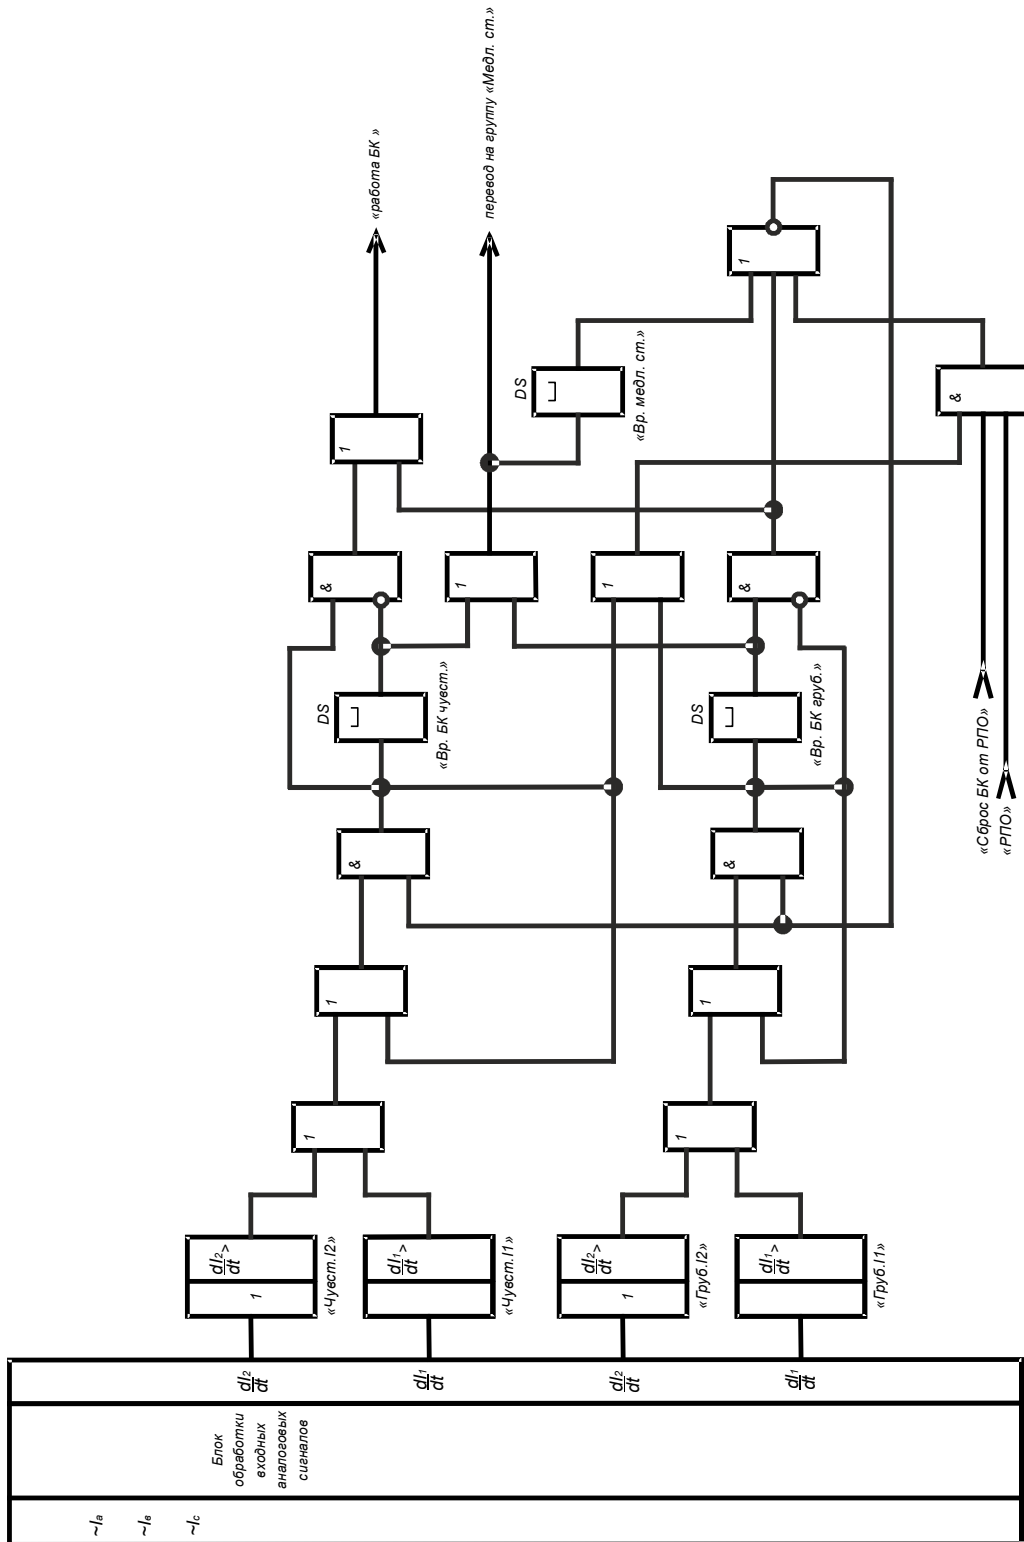 ~Iа
~Iв
~Iс
Блок
обработки
входных
аналоговых
сигналов
dI2
dt
dI1
dt
dI2
dt
dI1
dt
1
dI2 >
dt
«Чувст.I2»
dI1 >
dt
«Чувст.I1»
1
dI2 >
dt
«Груб.I2»
dI1 >
dt
«Груб.I1»
1
1
1
1
&
&
DS
«Вр. БК чувст.»
DS
«Вр. БК груб.»
«Сброс БК от РПО»
«РПО»
&
1
1
&
1
DS
«Вр. медл. ст.»
&
1
«работа БК »
перевод на группу «Медл. ст.»